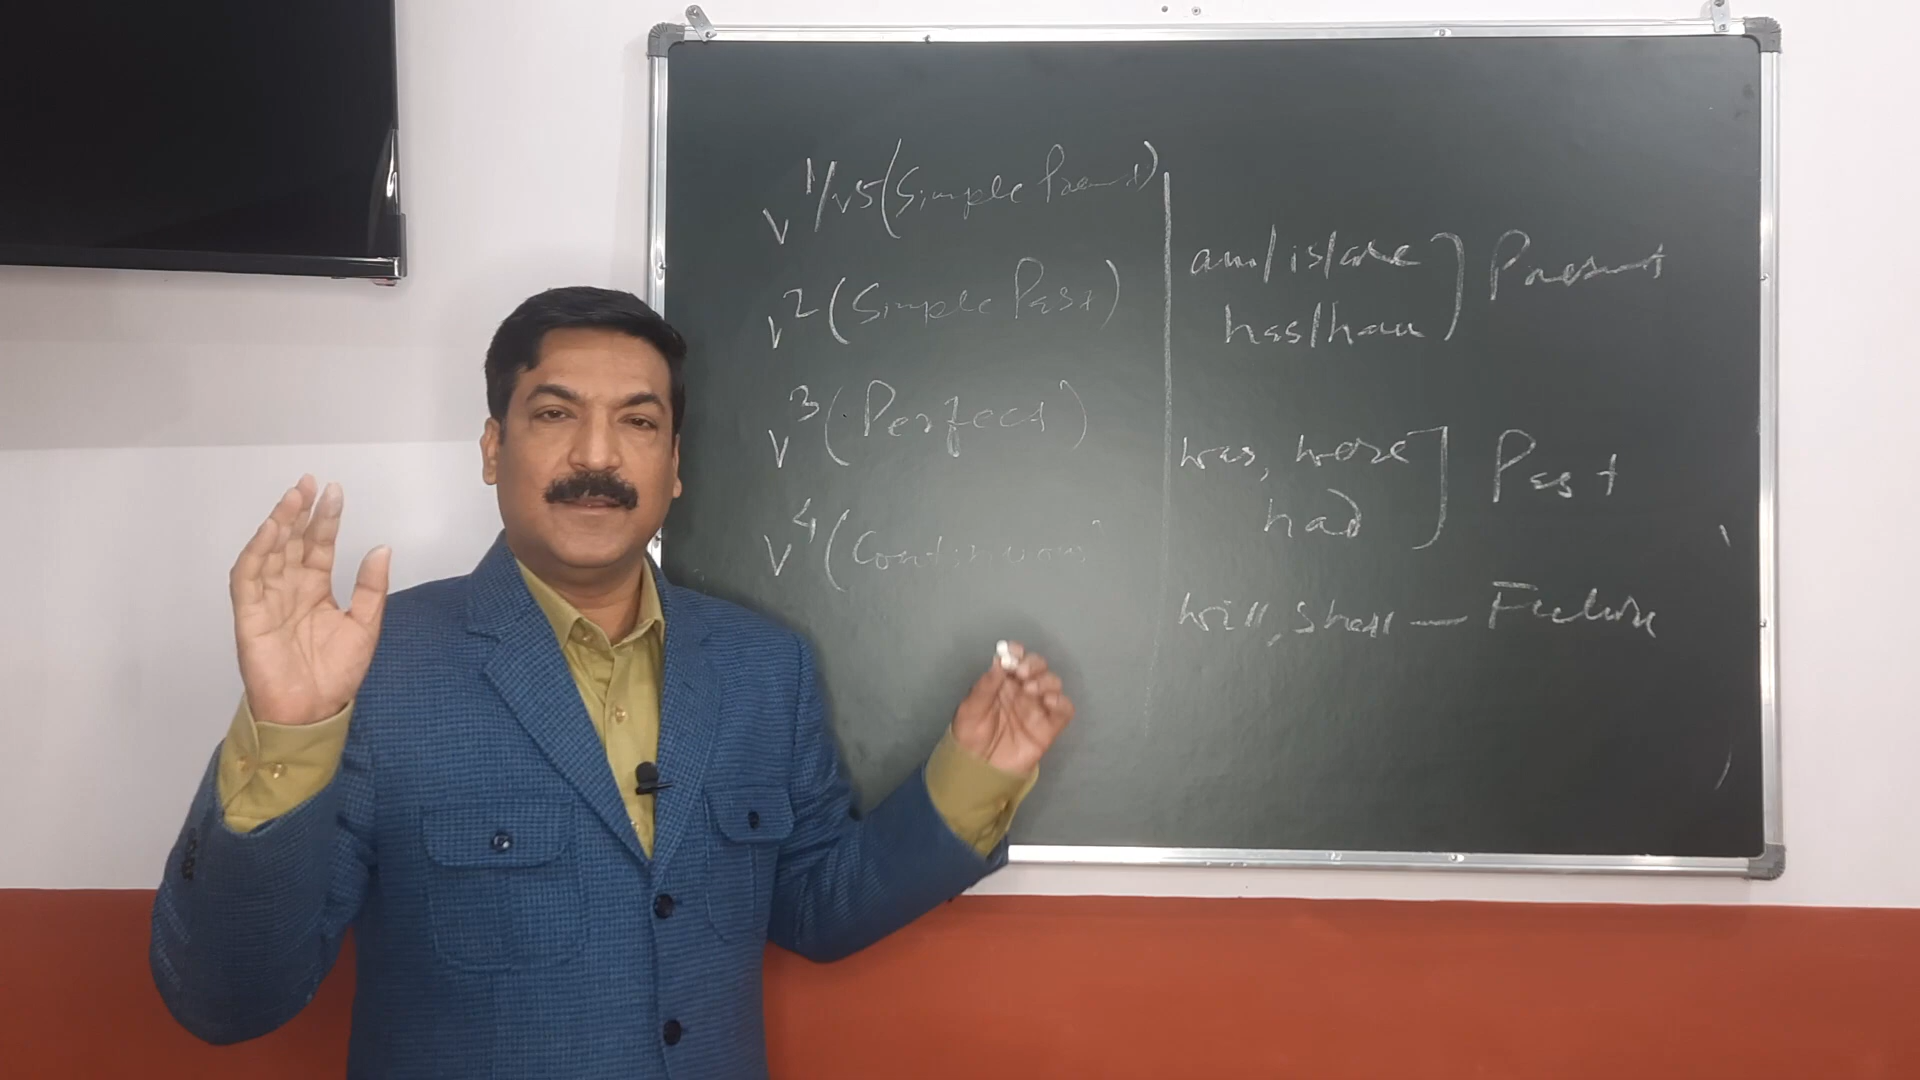 V1/V5 (Simple Present)
V2 (Simple Past)
V3 (Perfect)
V4 (Continuous
am/is/are
has/have ] Present
was, were
had ] Past
will, shall — Future